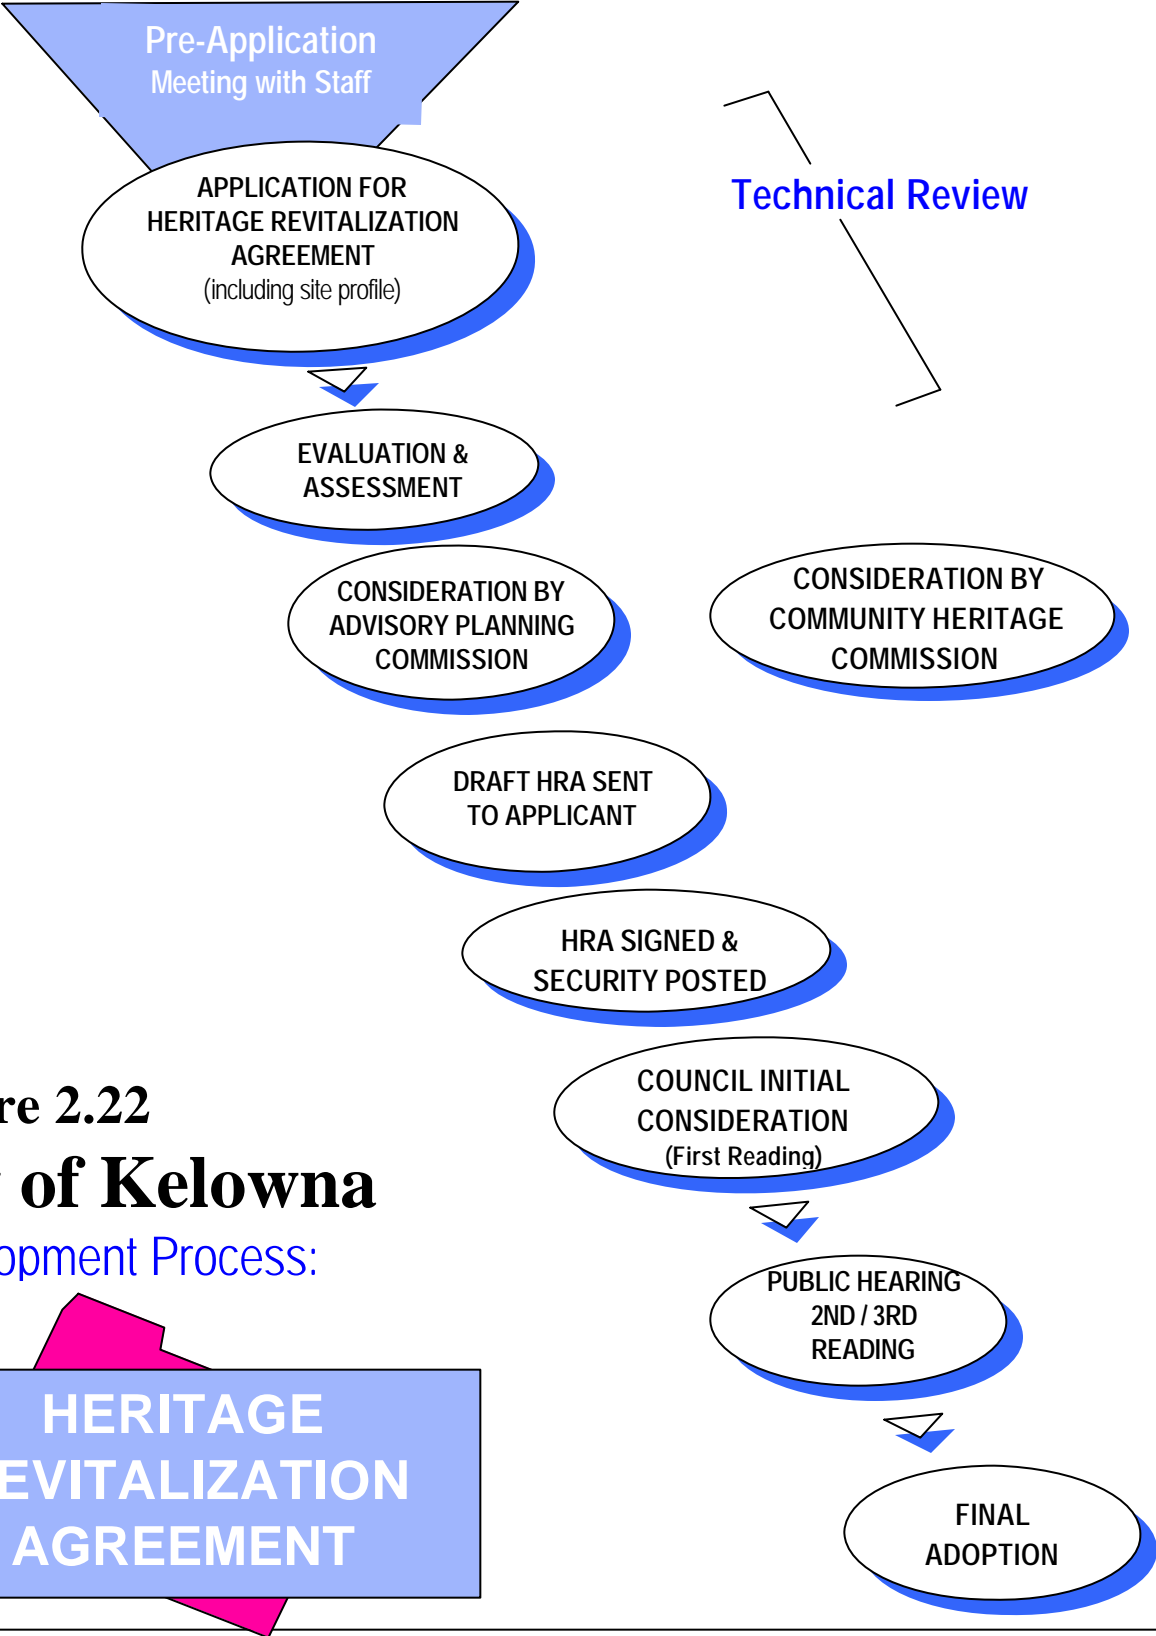 Pre-Application
Meeting with Staff
APPLICATION FOR
HERITAGE REVITALIZATION
AGREEMENT
(including site profile)
Technical Review
EVALUATION &
ASSESSMENT
CONSIDERATION BY
ADVISORY PLANNING
COMMISSION
CONSIDERATION BY
COMMUNITY HERITAGE
COMMISSION
DRAFT HRA SENT
TO APPLICANT
HRA SIGNED &
SECURITY POSTED
COUNCIL INITIAL
CONSIDERATION
(First Reading)
PUBLIC HEARING
2ND / 3RD
READING
FINAL
ADOPTION
re 2.22
of Kelowna
opment Process:
HERITAGE
EVITALIZATION
AGREEMENT